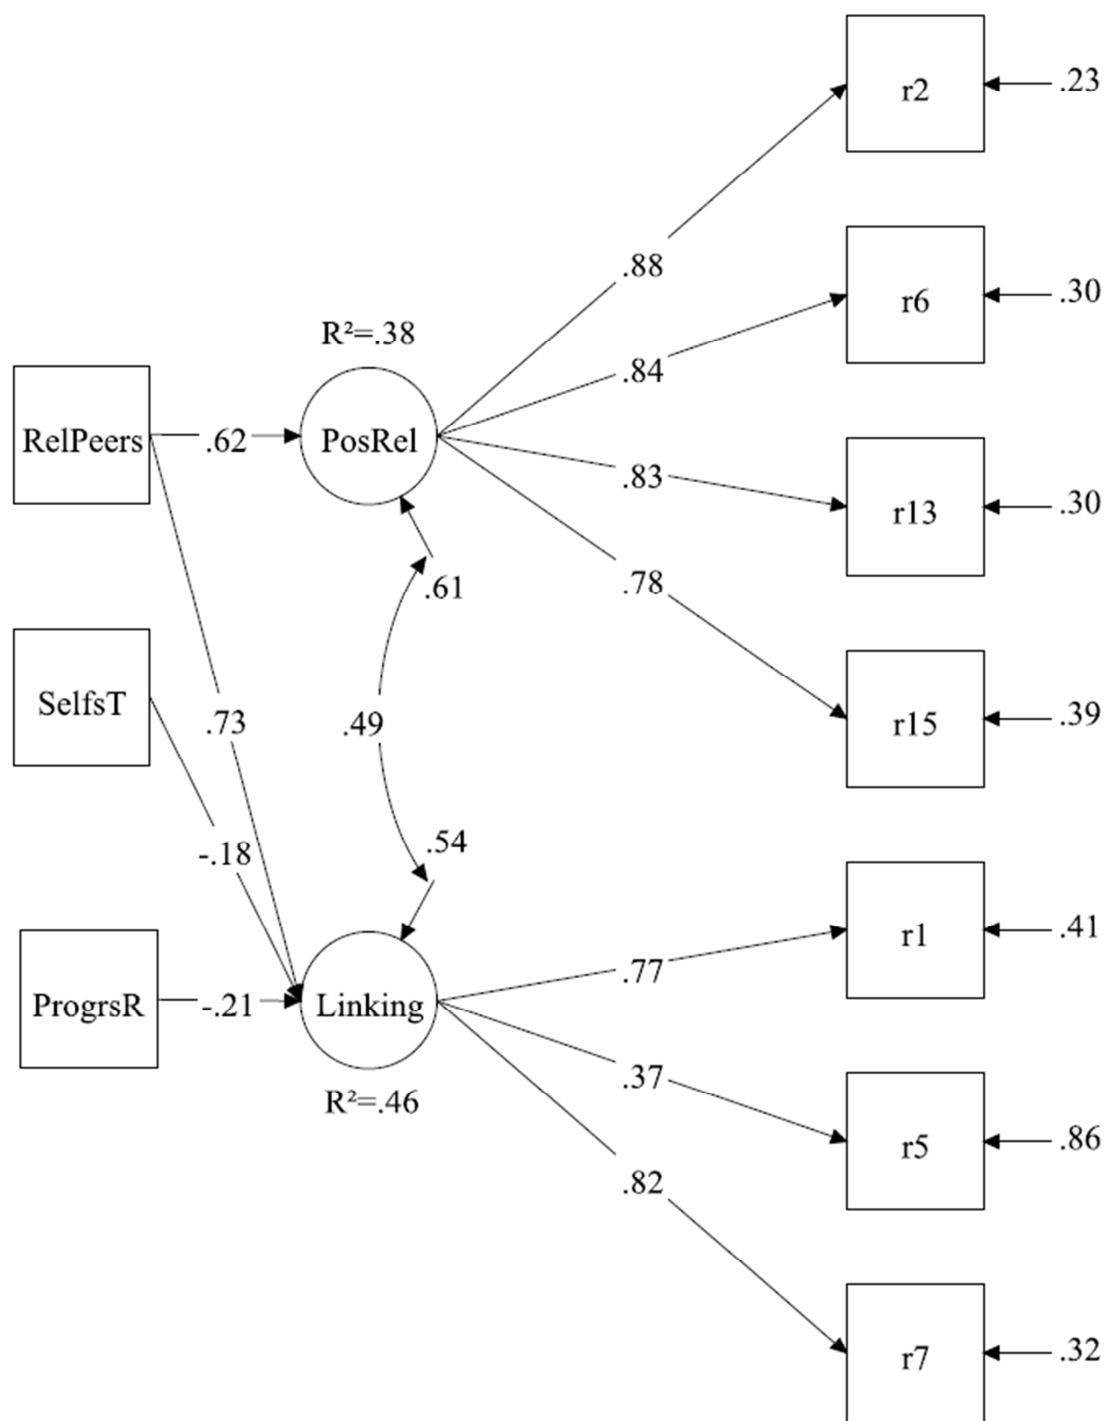 r2
.23
.88
r6
.30
R²=.38
.84
RelPeers
.62
PosRel
.83
r13
.30
.61
.78
SelfsT
.73
.49
r15
.39
-.18
.54
ProgrsR
-.21
Linking
R²=.46
.77
r1
.41
.37
r5
.86
.82
r7
.32